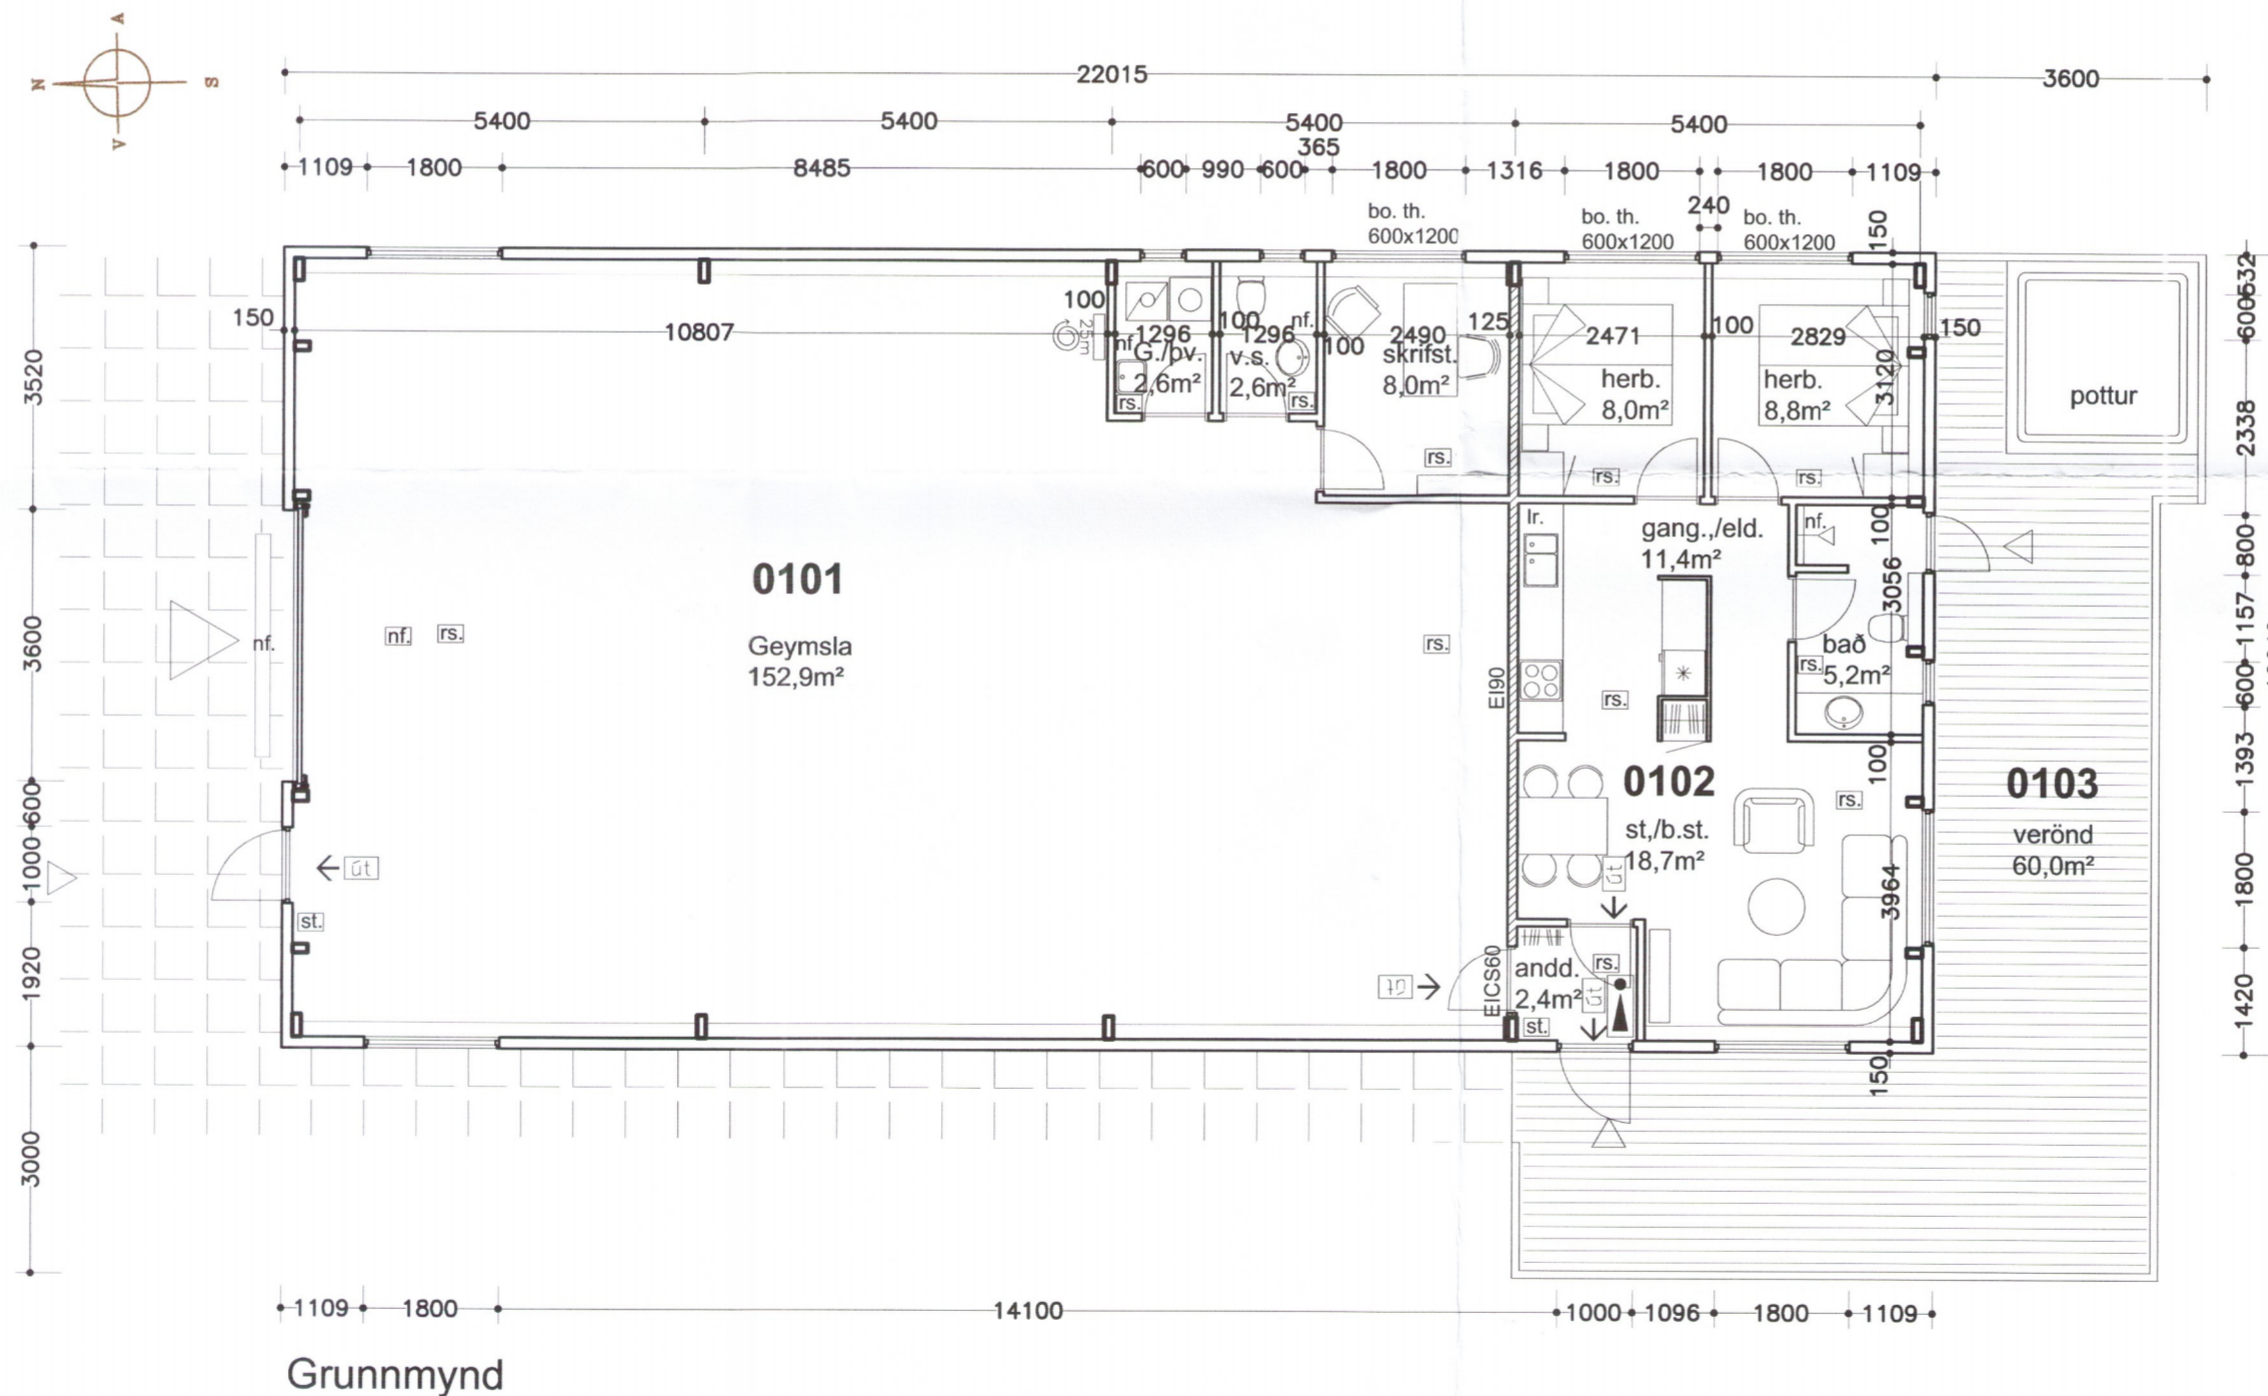 A
N
S
V
22015
3600
5400
5400
5400
5400
365
1109
1800
8485
600
990
600
1800
1316
1800
1800
1109
bo. th.
600x1200
bo. th.
600x1200
240
bo. th.
600x1200
150
150
10807
100
25m
1296
100
1296
nf.
100
2490
125
2471
100
2829
150
nf.
G./þv.
2,6m²
rs.
v.s.
2,6m²
rs.
skrifst.
8,0m²
rs.
herb.
8,0m²
rs.
herb.
8,8m²
rs.
3120
pottur
3520
3600
600
1000
1920
3000
532
600
2338
800
1157
600
1393
1800
1420
0101
Geymsla
152,9m²
nf.
nf.
rs.
rs.
EI90
lr.
gang.,/eld.
11,4m²
rs.
nf.
100
3056
bað
5,2m²
rs.
100
0102
st,/b.st.
18,7m²
rs.
3964
0103
verönd
60,0m²
út
st.
út
út
EICS60
andd.
2,4m²
rs.
út
st.
150
1109
1800
14100
1000
1096
1800
1109
Grunnmynd